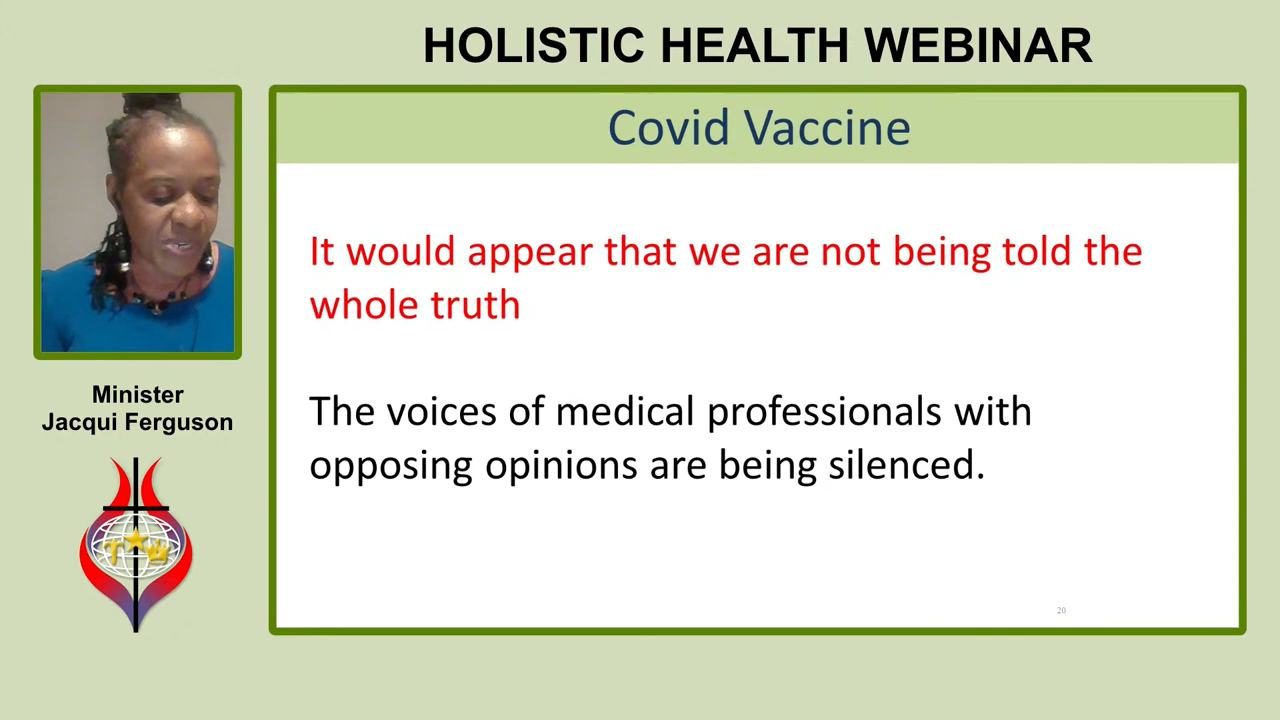 HOLISTIC HEALTH WEBINAR
Covid Vaccine
It would appear that we are not being told the
whole truth
The voices of medical professionals with
opposing opinions are being silenced.
20
Minister
Jacqui Ferguson